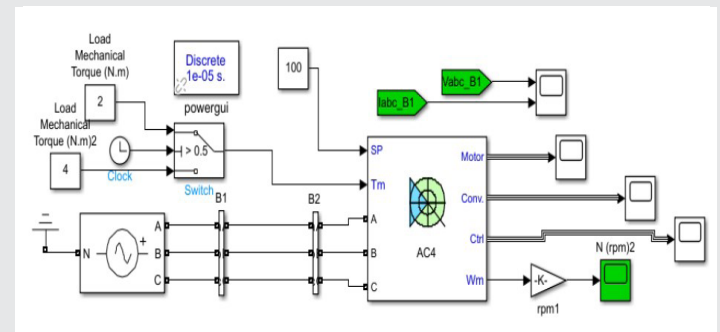 Load
Mechanical
Torque (N.m)
2
Discrete
1e-05 s.
powergui
100
Vabc_B1
Iabc_B1
Load
Mechanical
Torque (N.m)2
4
Clock
> 0.5
Switch
B1
B2
SP
Tm
A
B
C
AC4
Motor
Conv.
Ctrl
Wm
N
+
A
B
C
-K-
rpm1
N (rpm)2